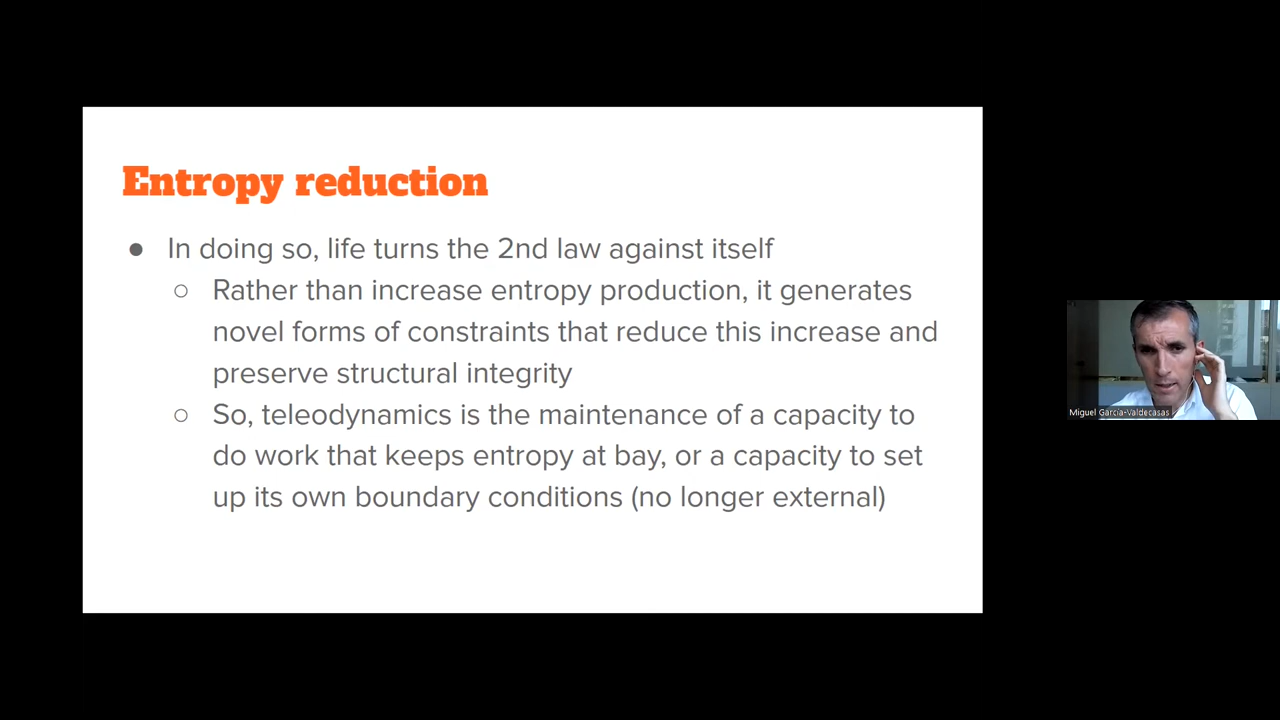 Entropy reduction
● In doing so, life turns the 2nd law against itself
○ Rather than increase entropy production, it generates
novel forms of constraints that reduce this increase and
preserve structural integrity
○ So, teleodynamics is the maintenance of a capacity to
do work that keeps entropy at bay, or a capacity to set
up its own boundary conditions (no longer external)
Miguel García-Valdecasas